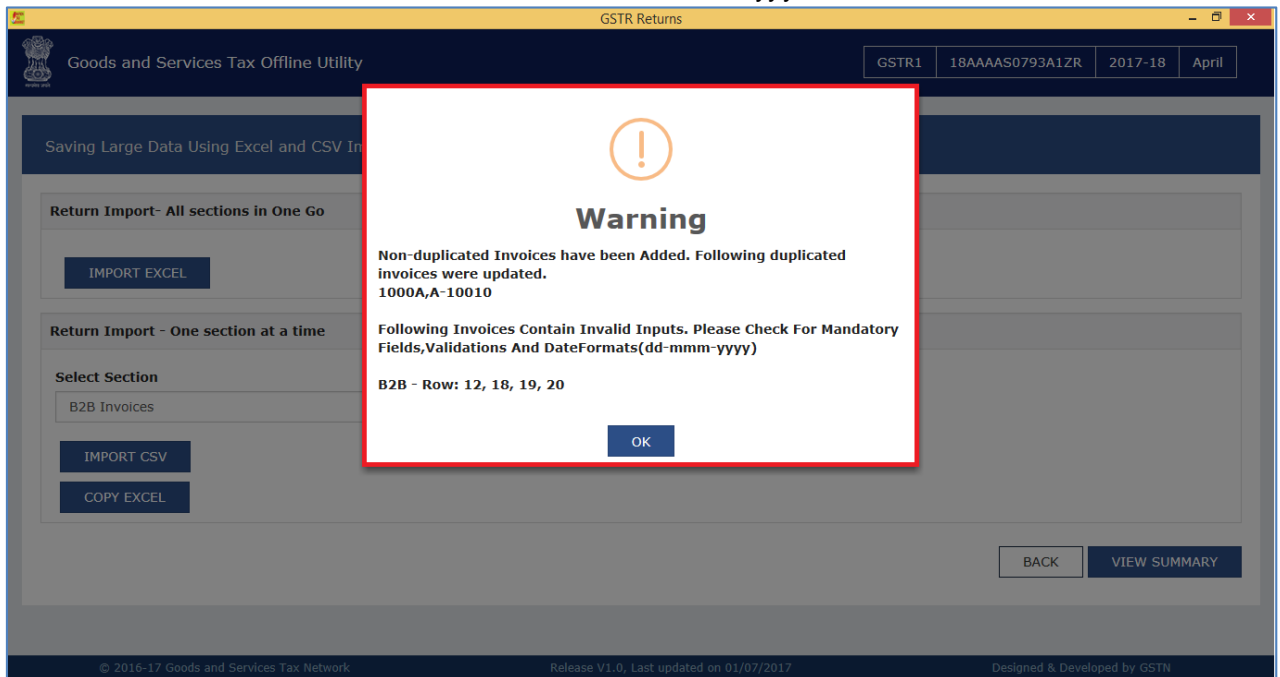 GSTR Returns
Goods and Services Tax Offline Utility
GSTR1 18AAAAS0793A1ZR 2017-18 April
Saving Large Data Using Excel and CSV
Return Import- All sections in One Go
IMPORT EXCEL
Return Import - One section at a time
Select Section
B2B Invoices
IMPORT CSV
COPY EXCEL
Warning
Non-duplicated Invoices have been Added. Following duplicated
invoices were updated.
1000A,A-10010
Following Invoices Contain Invalid Inputs. Please Check For Mandatory
Fields,Validations And DateFormats(dd-mmm-yyyy)
B2B - Row: 12, 18, 19, 20
OK
BACK VIEW SUMMARY
© 2016-17 Goods and Services Tax Network Release V1.0, Last updated on 01/07/2017 Designed & Developed by GSTN